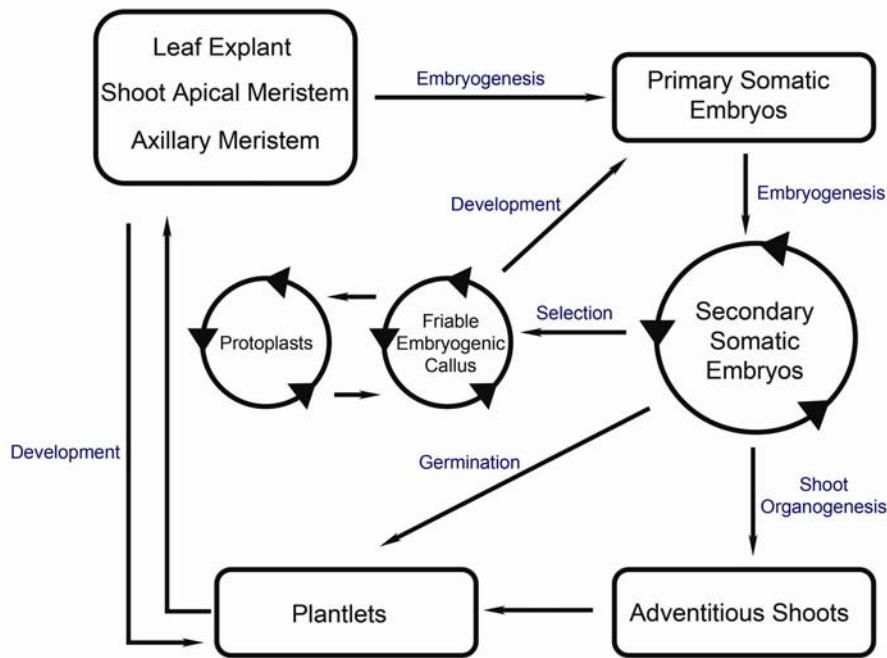 Leaf Explant
Shoot Apical Meristem
Axillary Meristem
Embryogenesis
Primary Somatic
Embryos
Development
Embryogenesis
Protoplasts
Friable
Embryogenic
Callus
Selection
Secondary
Somatic
Embryos
Development
Germination
Shoot
Organogenesis
Plantlets
Adventitious Shoots